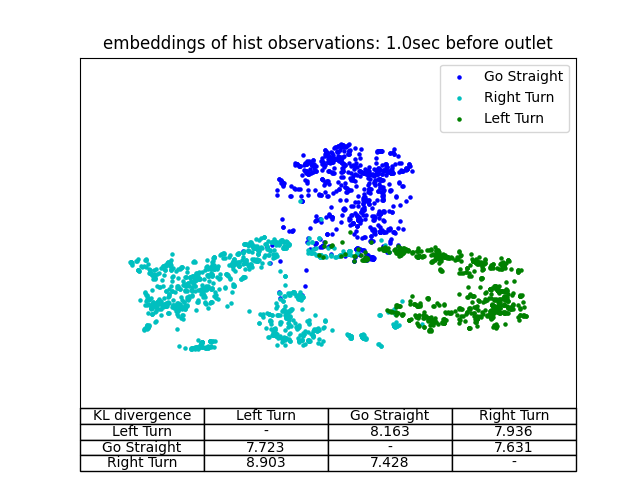 embeddings of hist observations: 1.0sec before outlet
Go Straight
Right Turn
Left Turn
KL divergence Left Turn Go Straight Right Turn
Left Turn - 8.163 7.936
Go Straight 7.723 - 7.631
Right Turn 8.903 7.428 -